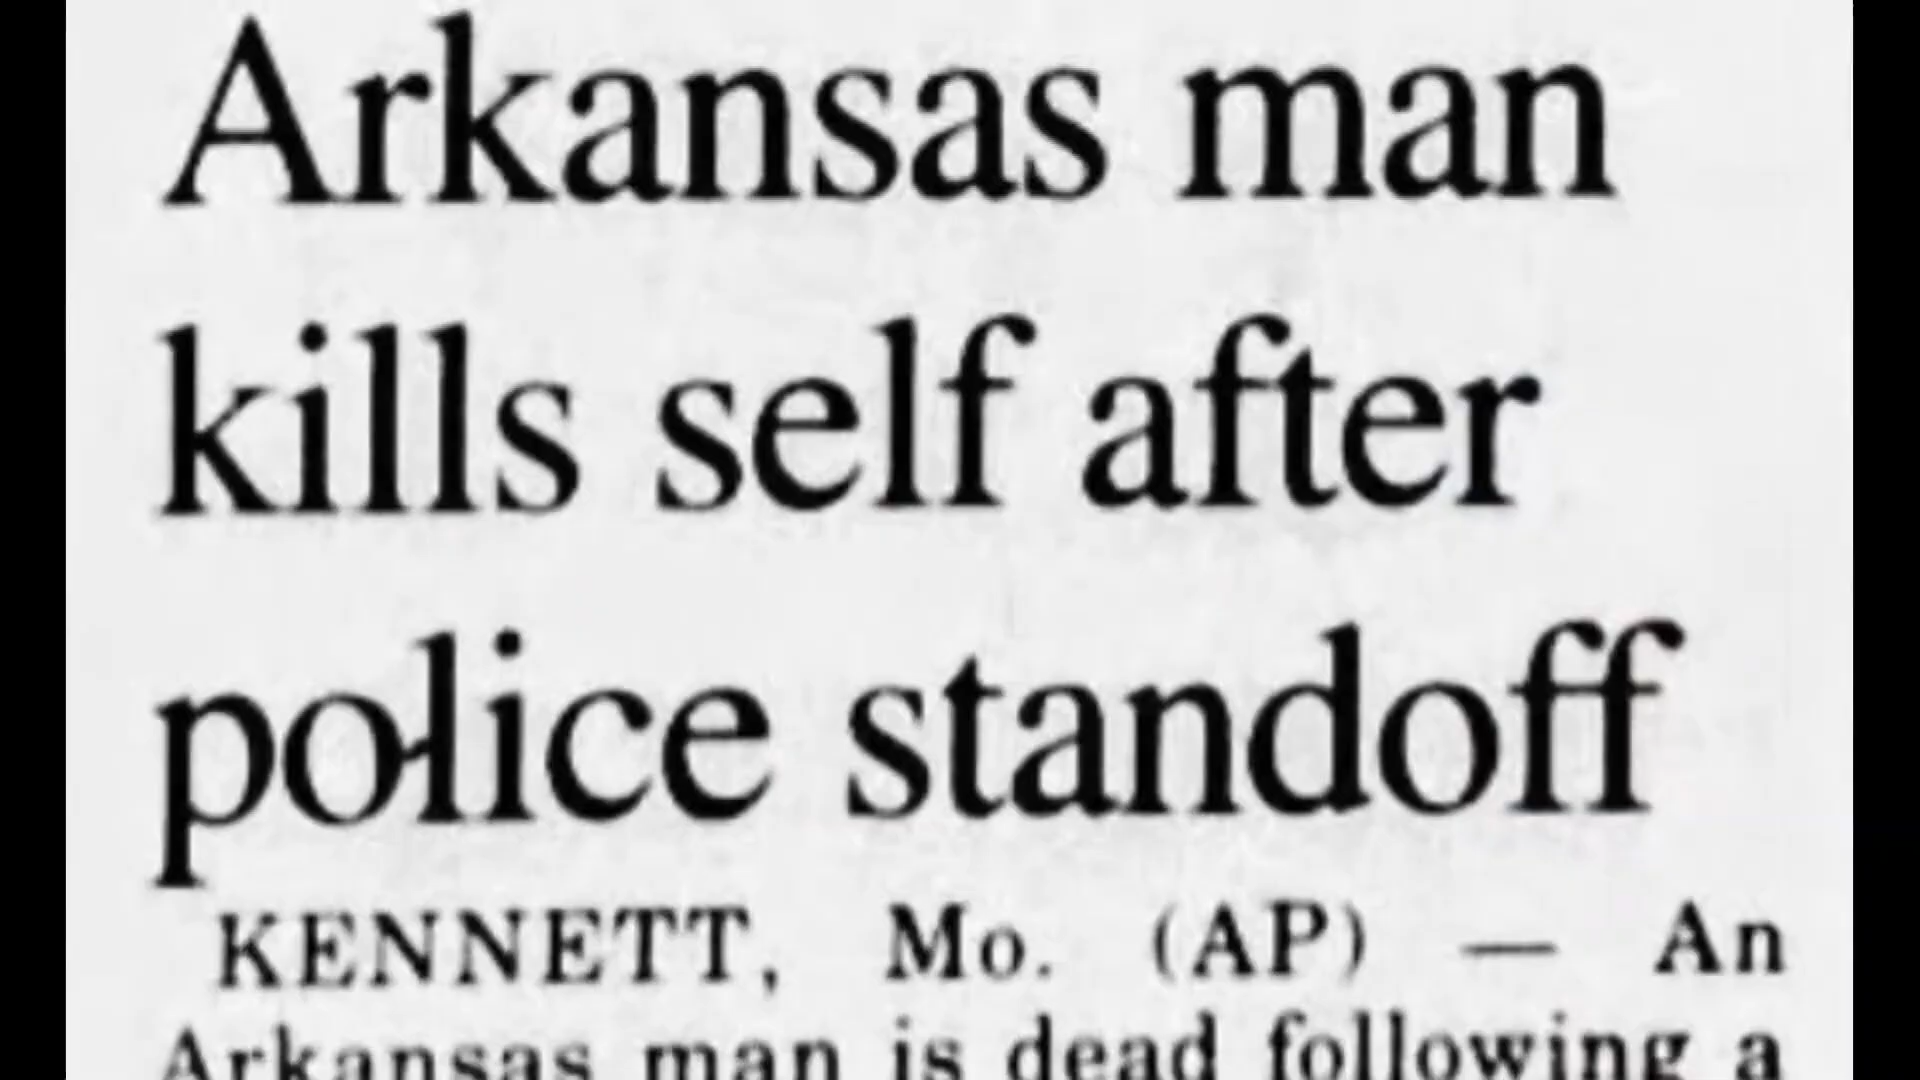 Arkansas man
kills self after
police standoff
KENNETT, Mo. (AP) — An
Arkansas man is dead following a